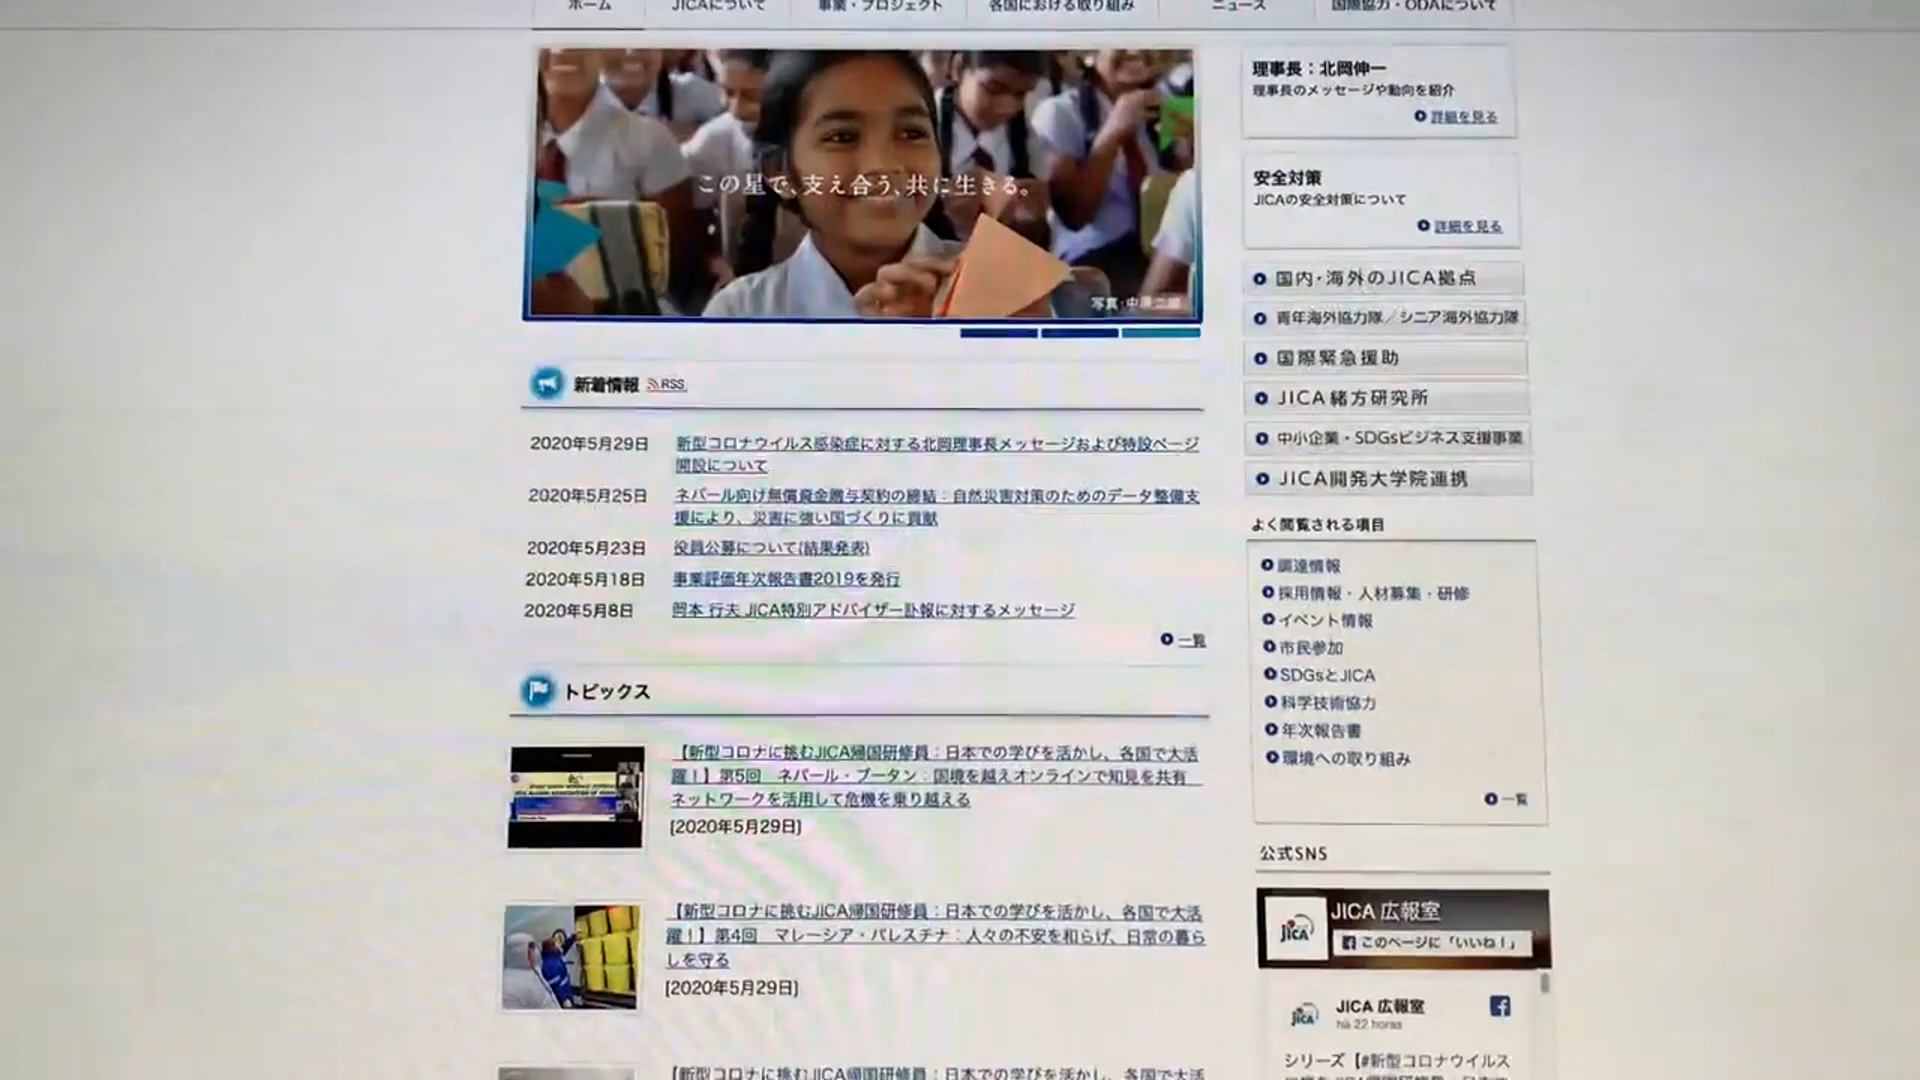 ホーム
JICAについて
事業・プロジェクト
各国における取り組み
ニュース
国際協力・ODAについて
この星で、支え合う、共に生きる。
新着情報 RSS
2020年5月29日 新型コロナウイルス感染症に対する北岡理事長メッセージおよび特設ページ
開設について
2020年5月25日 ネパール向け無償資金贈与契約の締結：自然災害対策のためのデータ整備支
援により、災害に強い国づくりに貢献
2020年5月23日 役員公募について(結果発表)
2020年5月18日 事業評価年次報告書2019を発行
2020年5月8日 岡本 行夫 JICA特別アドバイザー訃報に対するメッセージ
一覧
トピックス
【新型コロナに挑むJICA帰国研修員：日本での学びを活かし、各国で大活
躍！】第5回 ネパール・ブータン：国境を越えオンラインで知見を共有
ネットワークを活用して危機を乗り越える
[2020年5月29日]
【新型コロナに挑むJICA帰国研修員：日本での学びを活かし、各国で大活
躍！】第4回 マレーシア・パレスチナ：人々の不安を和らげ、日常の暮ら
しを守る
[2020年5月29日]
【新型コロナに挑むJICA帰国研修員：日本での学びを活かし、各国で大活
理事長：北岡伸一
理事長のメッセージや動向を紹介
詳細を見る
安全対策
JICAの安全対策について
詳細を見る
国内・海外のJICA拠点
青年海外協力隊／シニア海外協力隊
国際緊急援助
JICA緒方研究所
中小企業・SDGsビジネス支援事業
JICA開発大学院連携
よく閲覧される項目
調達情報
採用情報・人材募集・研修
イベント情報
市民参加
SDGsとJICA
科学技術協力
年次報告書
環境への取り組み
一覧
公式SNS
JICA
JICA 広報室
このページに「いいね！」
JICA
JICA 広報室
há 22 horas
シリーズ【#新型コロナウイルス